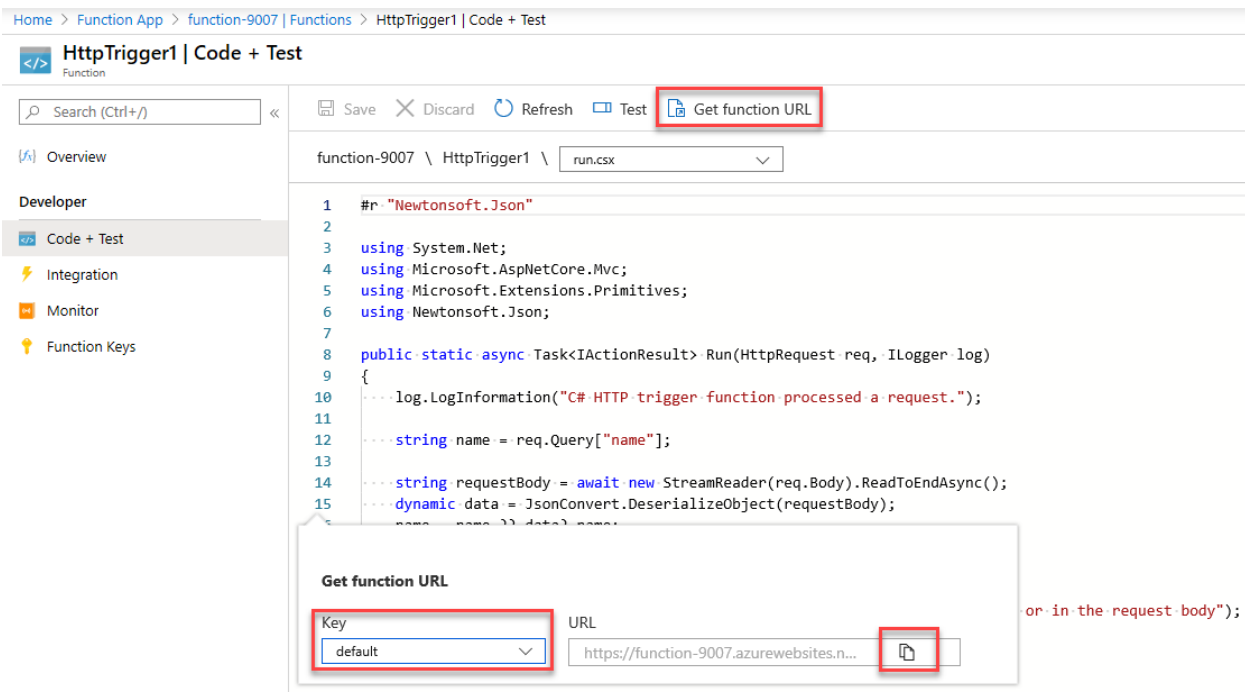 Home > Function App > function-9007 | Functions > HttpTrigger1 | Code + Test
HttpTrigger1 | Code + Test
Function
Search (Ctrl+/)
«
Save Discard Refresh Test Get function URL
Overview
function-9007 \ HttpTrigger1 \ run.csx
Developer
Code + Test
Integration
Monitor
Function Keys
1 #r "Newtonsoft.Json"
2
3 using System.Net;
4 using Microsoft.AspNetCore.Mvc;
5 using Microsoft.Extensions.Primitives;
6 using Newtonsoft.Json;
7
8 public static async Task<IActionResult> Run(HttpRequest req, ILogger log)
9 {
10 log.LogInformation("C# HTTP trigger function processed a request.");
11
12 string name = req.Query["name"];
13
14 string requestBody = await new StreamReader(req.Body).ReadToEndAsync();
15 dynamic data = JsonConvert.DeserializeObject(requestBody);
or in the request body");
Get function URL
Key URL
default https://function-9007.azurewebsites.n...